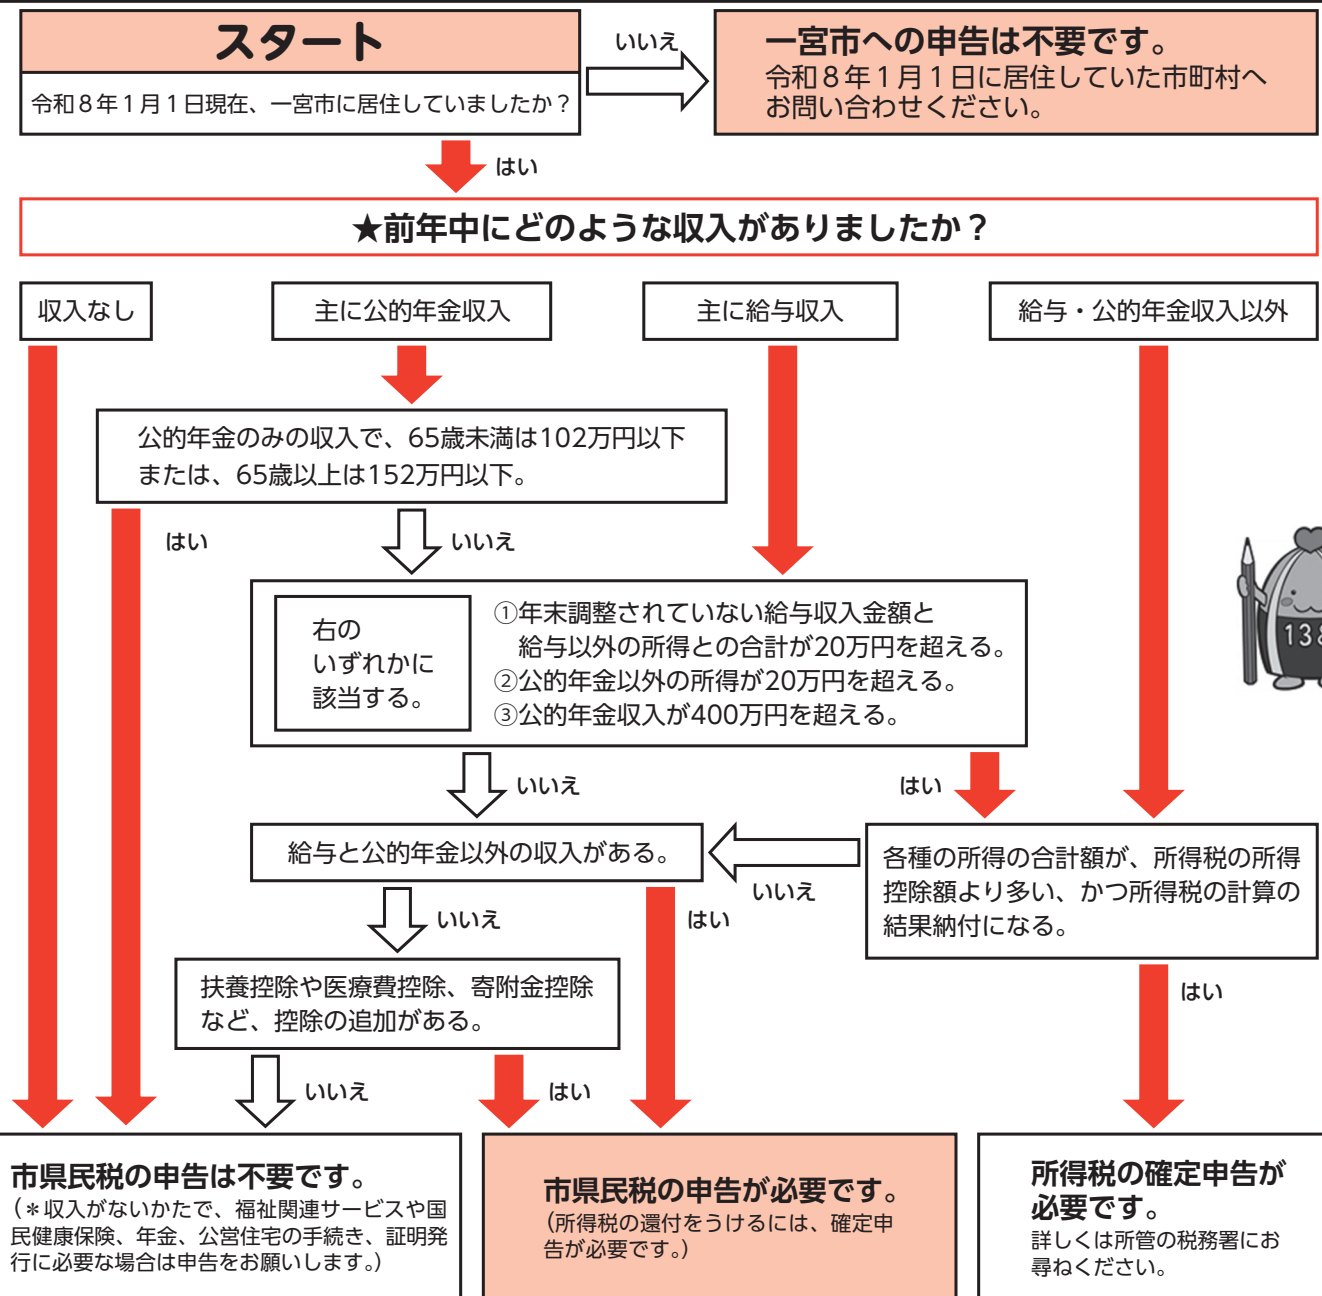 スタート
令和８年１月１日現在、一宮市に居住していましたか？
いいえ
一宮市への申告は不要です。
令和８年１月１日に居住していた市町村へ
お問い合わせください。
はい
★前年中にどのような収入がありましたか？
収入なし
主に公的年金収入
主に給与収入
給与・公的年金収入以外
公的年金のみの収入で、65歳未満は102万円以下
または、65歳以上は152万円以下。
はい
いいえ
右の
いずれかに
該当する。
①年末調整されていない給与収入金額と
給与以外の所得との合計が20万円を超える。
②公的年金以外の所得が20万円を超える。
③公的年金収入が400万円を超える。
138
いいえ
はい
給与と公的年金以外の収入がある。
いいえ
各種の所得の合計額が、所得税の所得
控除額より多い、かつ所得税の計算の
結果納付になる。
いいえ
はい
はい
扶養控除や医療費控除、寄附金控除
など、控除の追加がある。
いいえ
はい
市県民税の申告は不要です。
（＊収入がないかたで、福祉関連サービスや国
民健康保険、年金、公営住宅の手続き、証明発
行に必要な場合は申告をお願いします。）
市県民税の申告が必要です。
（所得税の還付をうけるには、確定申
告が必要です。）
所得税の確定申告が
必要です。
詳しくは所管の税務署にお
尋ねください。